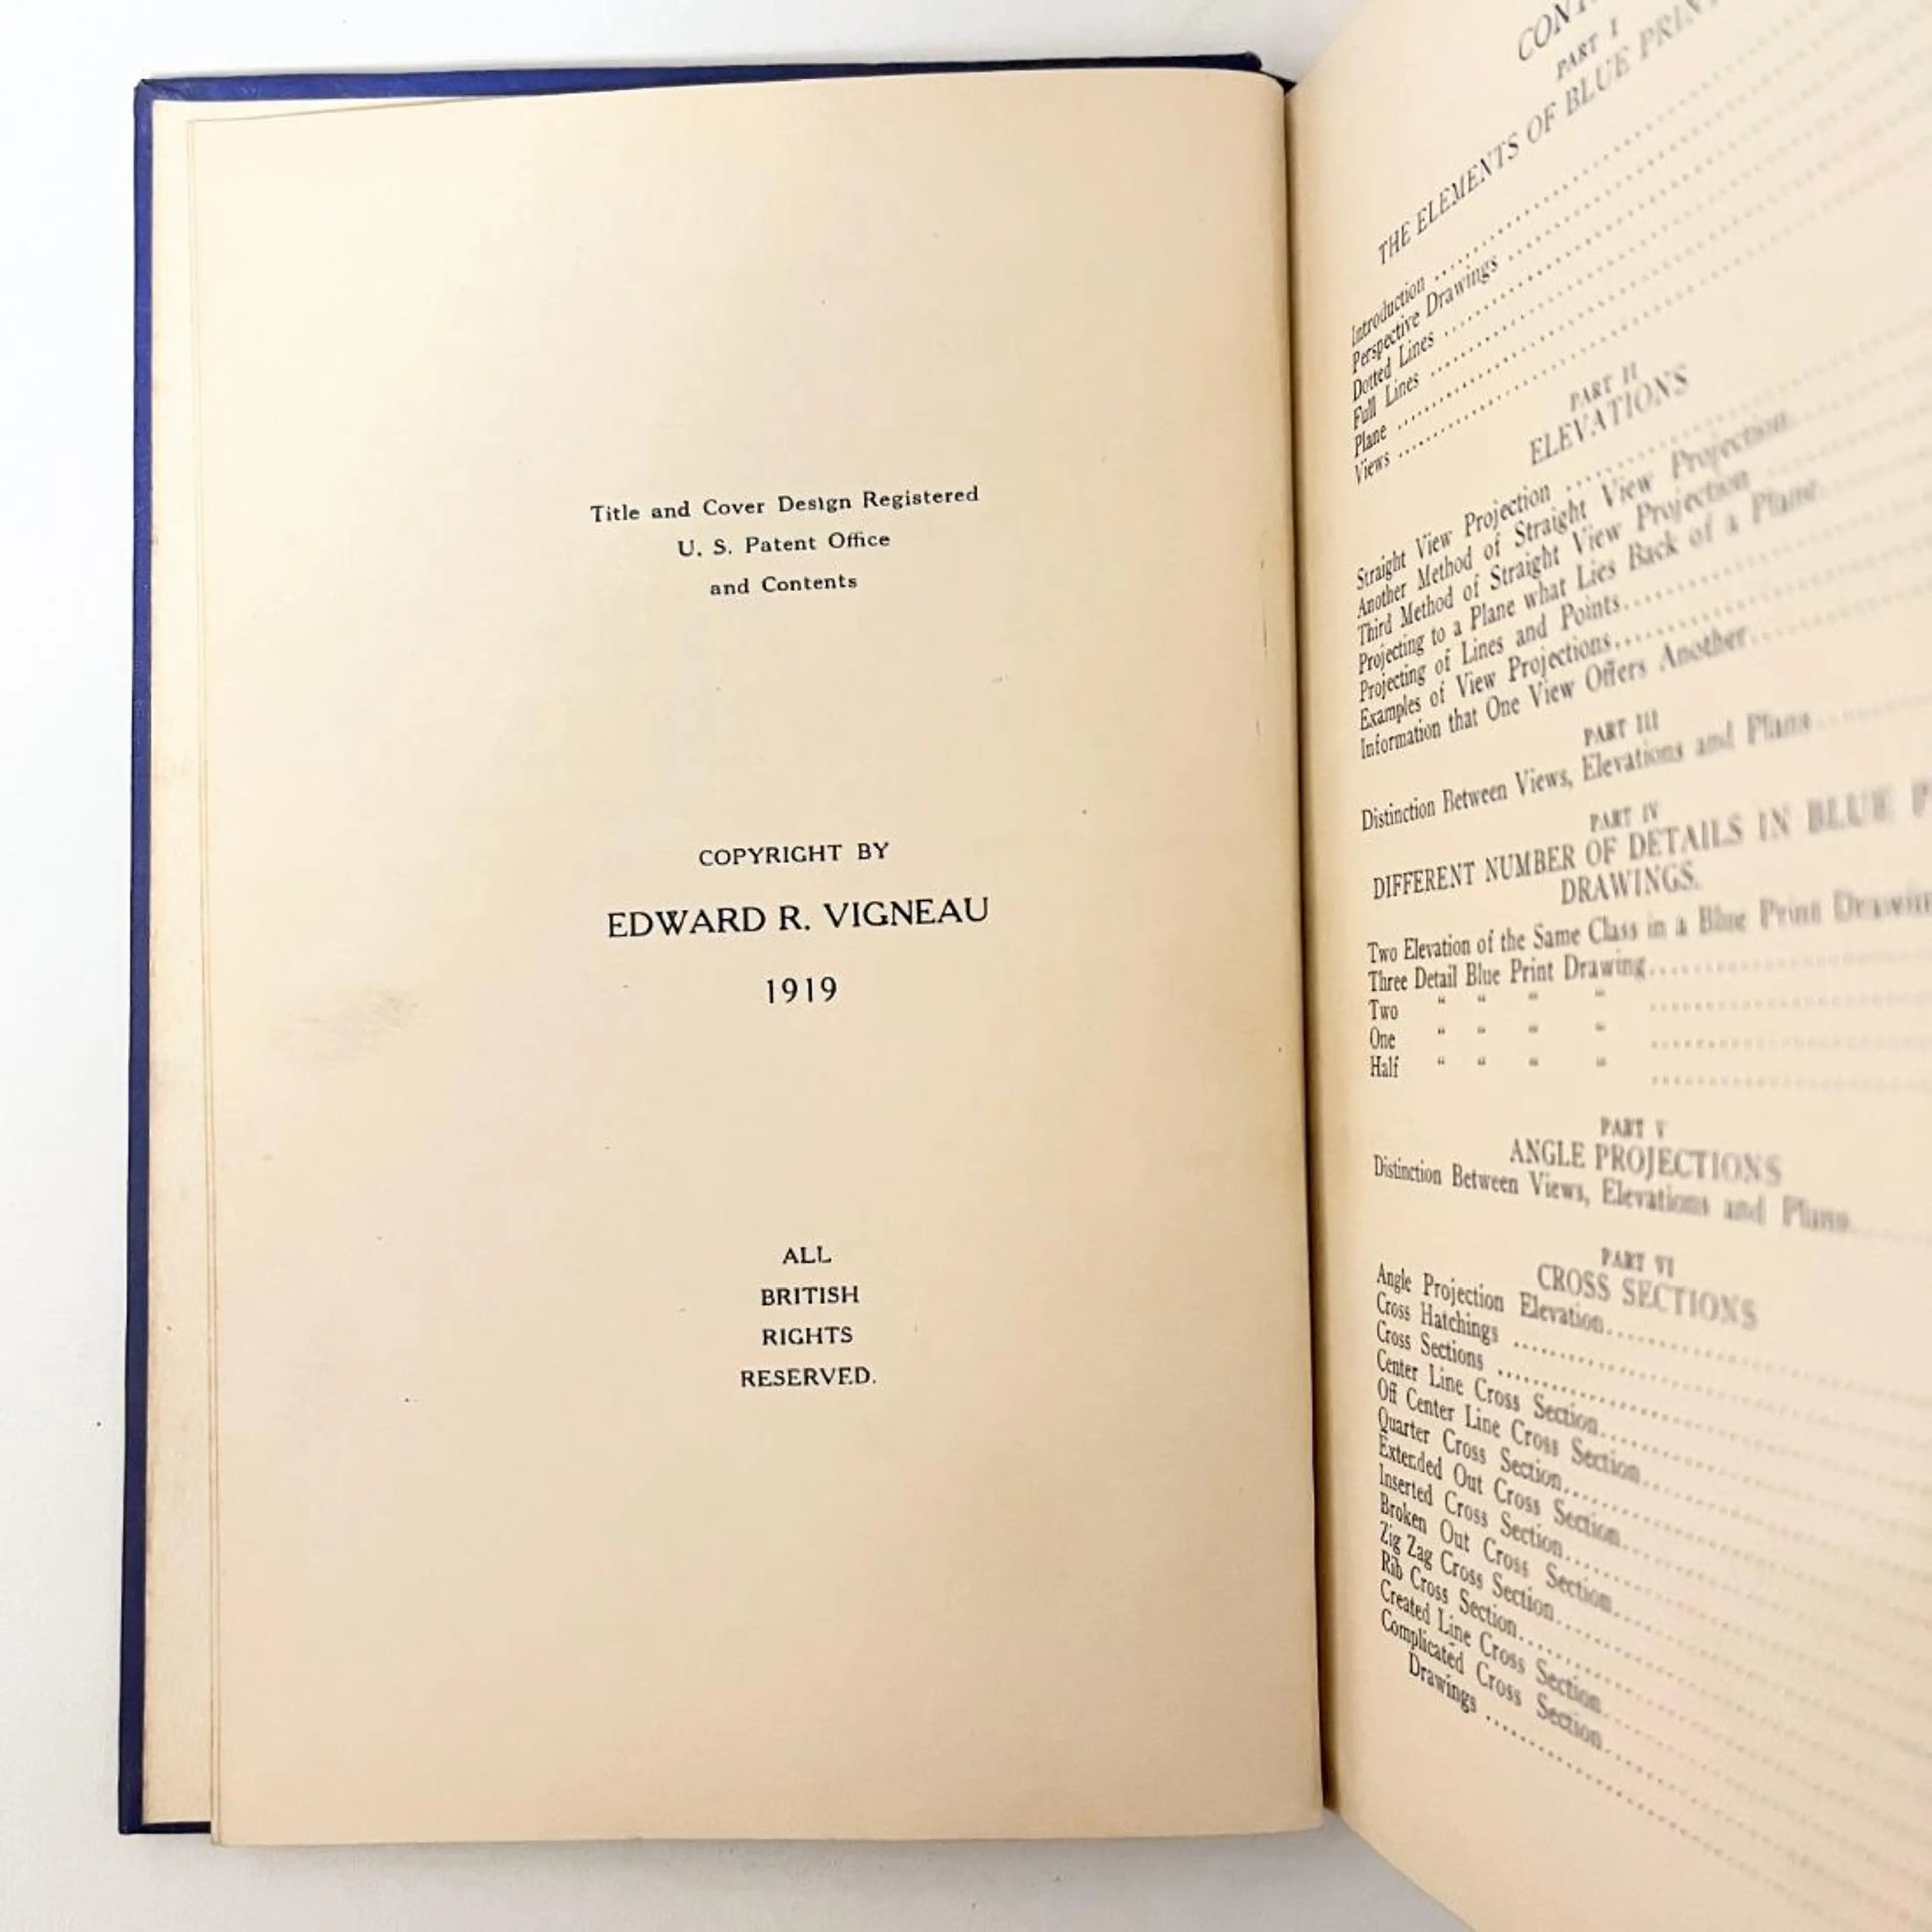 Title and Cover Design Registered
U. S. Patent Office
and Contents
COPYRIGHT BY
EDWARD R. VIGNEAU
1919
ALL
BRITISH
RIGHTS
RESERVED.
PART I
THE ELEMENTS OF BLUE
Introduction
Perspective Drawings
Dotted Lines
Full Lines
Plane
Views
PART II
ELEVATIONS
Straight View Projection
Another Method of Straight View Projection
Third Method of Straight View Projection
Projecting to a Plane what Lies Back of a Plane
Projecting of Lines and Points
Examples of View Projections
Information that One View Offers Another
PART III
Distinction Between Views, Elevations and Plans
PART IV
DIFFERENT NUMBER OF DETAILS IN BLUE P
DRAWINGS.
Two Elevation of the Same Class in a Blue Print Drawin
Three Detail Blue Print Drawing
Two " " " "
One " " " "
Half " " " "
PART V
ANGLE PROJECTIONS
Distinction Between Views, Elevations and Plans
PART VI
CROSS SECTIONS
Angle Projection Elevation
Cross Hatchings
Cross Sections
Center Line Cross Section
Off Center Line Cross Section
Quarter Cross Section
Extended Out Cross Section
Inserted Cross Section
Broken Out Cross Section
Zig Zag Cross Section
Rib Cross Section
Created Line Cross Section
Complicated Cross Section
Drawings